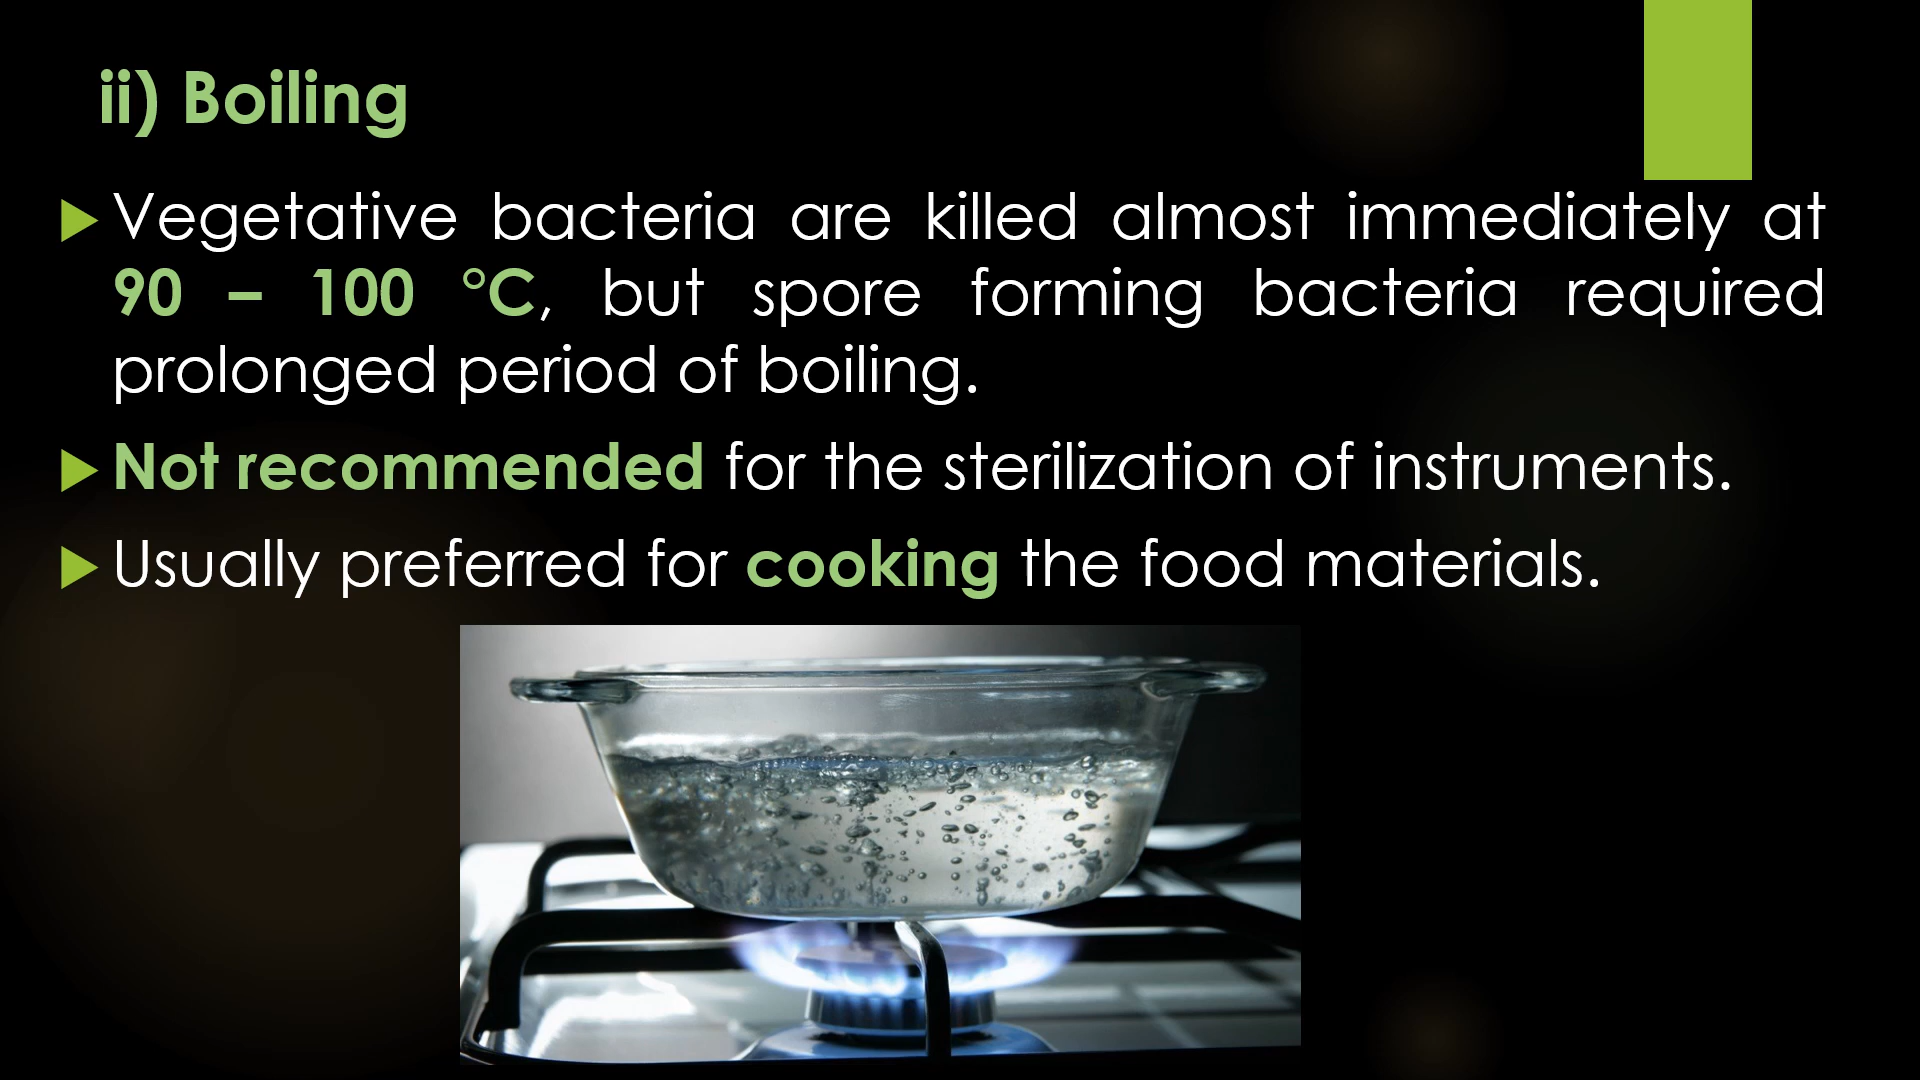 ii) Boiling
Vegetative bacteria are killed almost immediately at
90 – 100 °C, but spore forming bacteria required
prolonged period of boiling.
Not recommended for the sterilization of instruments.
Usually preferred for cooking the food materials.